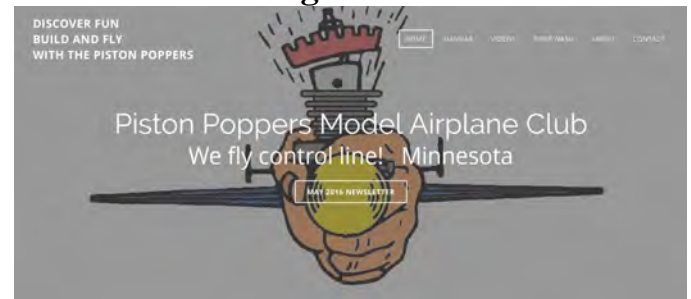 DISCOVER FUN
BUILD AND FLY
WITH THE PISTON POPPERS
HOME VIDEOS ABOUT CONTACT
Piston Poppers Model Airplane Club
We fly control line! Minnesota
MAY 2016 NEWSLETTER